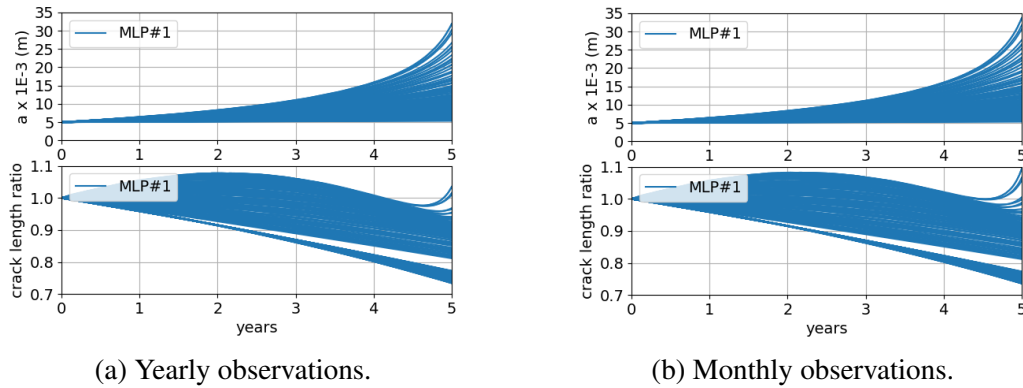 35
30
25
20
15
10
5
0
a x 1E-3 (m)
MLP#1
0 1 2 3 4 5
1.1
1.0
0.9
0.8
0.7
crack length ratio
MLP#1
0 1 2 3 4 5
years
(a) Yearly observations.
35
30
25
20
15
10
5
0
a x 1E-3 (m)
MLP#1
0 1 2 3 4 5
1.1
1.0
0.9
0.8
0.7
crack length ratio
MLP#1
0 1 2 3 4 5
years
(b) Monthly observations.